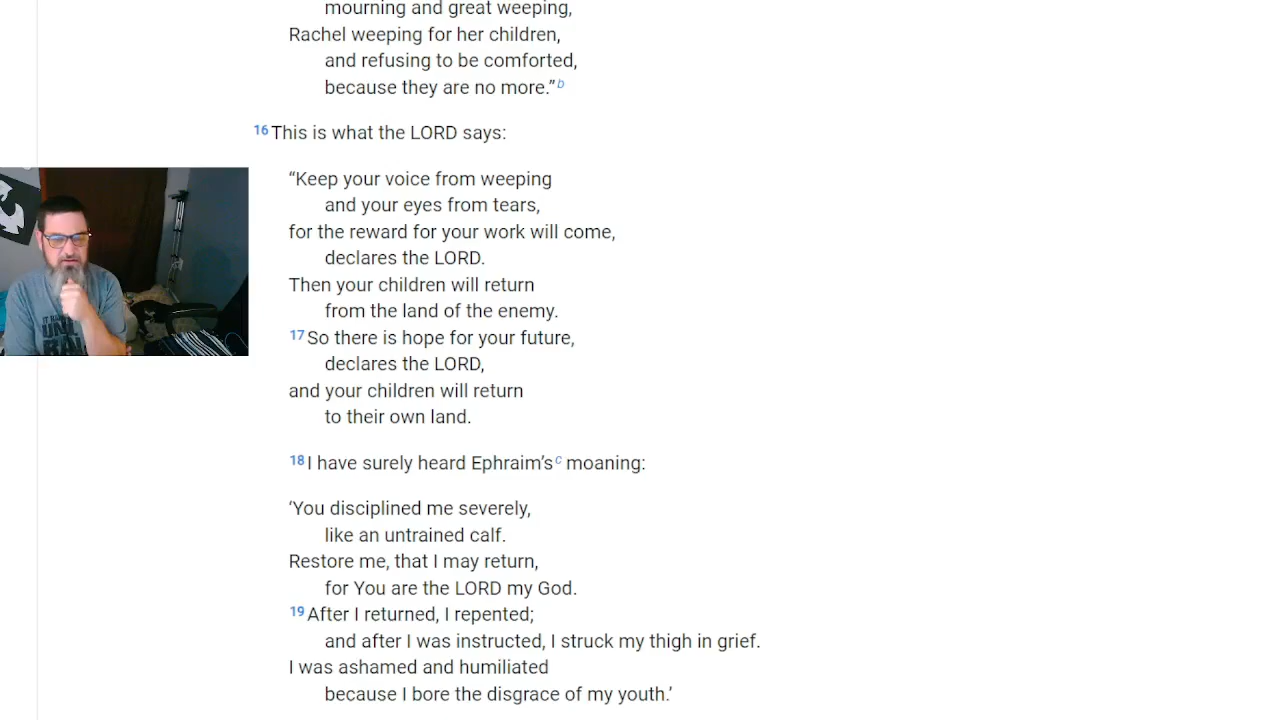 mourning and great weeping,
Rachel weeping for her children,
and refusing to be comforted,
because they are no more.”b
16 This is what the LORD says:
“Keep your voice from weeping
and your eyes from tears,
for the reward for your work will come,
declares the LORD.
Then your children will return
from the land of the enemy.
17 So there is hope for your future,
declares the LORD,
and your children will return
to their own land.
18 I have surely heard Ephraim’sc moaning:
‘You disciplined me severely,
like an untrained calf.
Restore me, that I may return,
for You are the LORD my God.
19 After I returned, I repented;
and after I was instructed, I struck my thigh in grief.
I was ashamed and humiliated
because I bore the disgrace of my youth.’